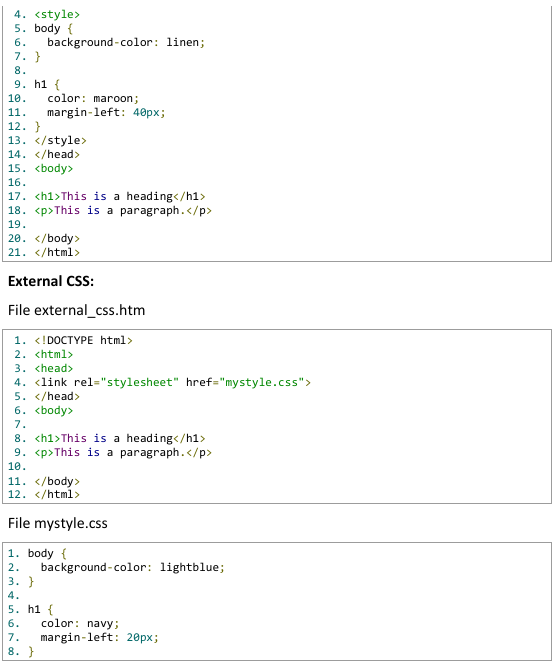 4. <style>
5. body {
6.   background-color: linen;
7. }
8.
9. h1 {
10.   color: maroon;
11.   margin-left: 40px;
12. }
13. </style>
14. </head>
15. <body>
16.
17. <h1>This is a heading</h1>
18. <p>This is a paragraph.</p>
19.
20. </body>
21. </html>
External CSS:
File external_css.htm
1. <!DOCTYPE html>
2. <html>
3. <head>
4. <link rel="stylesheet" href="mystyle.css">
5. </head>
6. <body>
7.
8. <h1>This is a heading</h1>
9. <p>This is a paragraph.</p>
10.
11. </body>
12. </html>
File mystyle.css
1. body {
2.   background-color: lightblue;
3. }
4.
5. h1 {
6.   color: navy;
7.   margin-left: 20px;
8. }